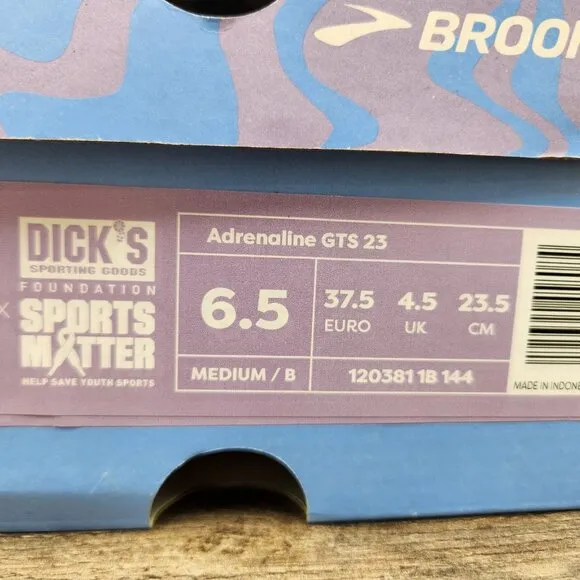 BROO
DICK'S
SPORTING GOODS
FOUNDATION
×
SPORTS
MATTER
HELP SAVE YOUTH SPORTS
Adrenaline GTS 23
6.5
37.5 4.5 23.5
EURO UK CM
MEDIUM / B
120381 1B 144
MADE IN INDONE